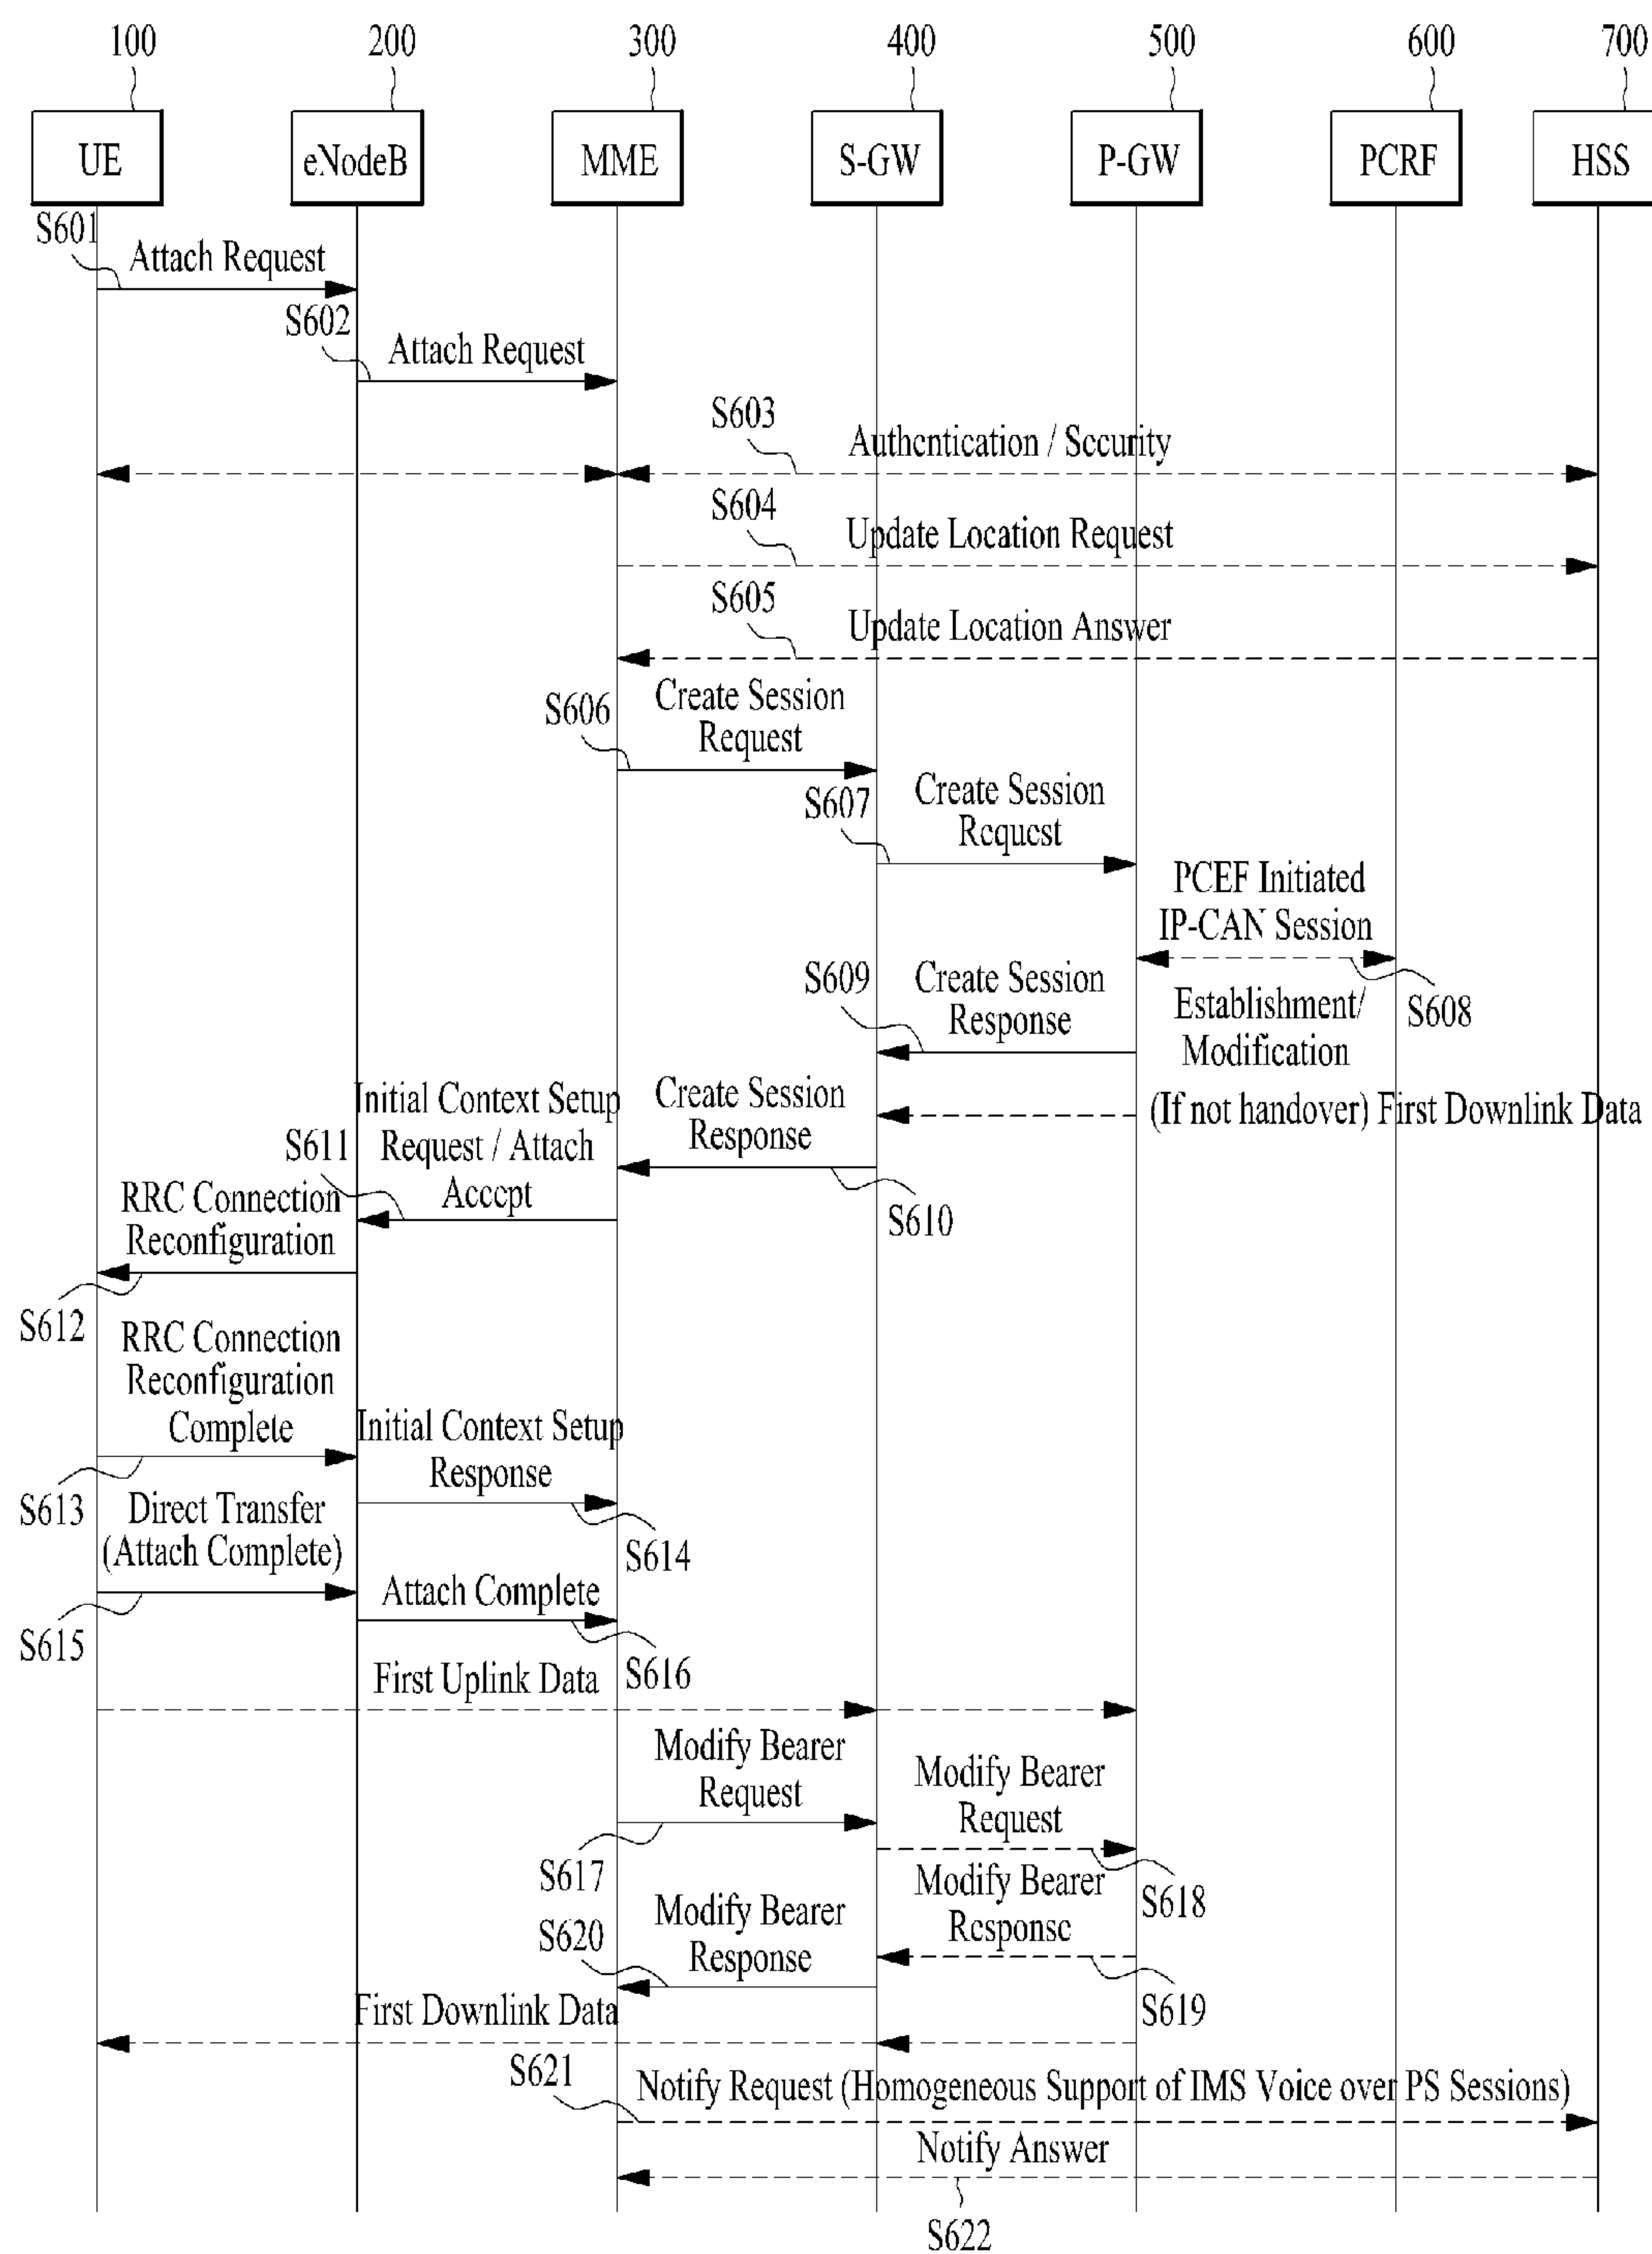 100 200 300 400 500 600 700
UE eNodeB MME S-GW P-GW PCRF HSS
S601
Attach Request
S602
Attach Request
S603
Authentication / Security
S604
Update Location Request
S605
Update Location Answer
S606
Create Session
Request
S607
Create Session
Request
PCEF Initiated
IP-CAN Session
S608
Establishment/
Modification
S609
Create Session
Response
(If not handover) First Downlink Data
Create Session
Response
S610
Initial Context Setup
Request / Attach
Accept
S611
RRC Connection
Reconfiguration
S612
RRC Connection
Reconfiguration
Complete
S613
Initial Context Setup
Response
S614
Direct Transfer
(Attach Complete)
S615
Attach Complete
S616
First Uplink Data
Modify Bearer
Request
S617
Modify Bearer
Request
S618
Modify Bearer
Response
S619
Modify Bearer
Response
S620
First Downlink Data
S621
Notify Request (Homogeneous Support of IMS Voice over PS Sessions)
Notify Answer
S622